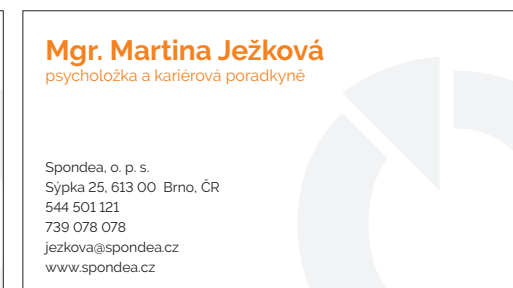 Mgr. Martina Ježková
psycholožka a kariérová poradkyně
Spondea, o. p. s.
Sýpka 25, 613 00  Brno, ČR
544 501 121
739 078 078
jezkova@spondea.cz
www.spondea.cz